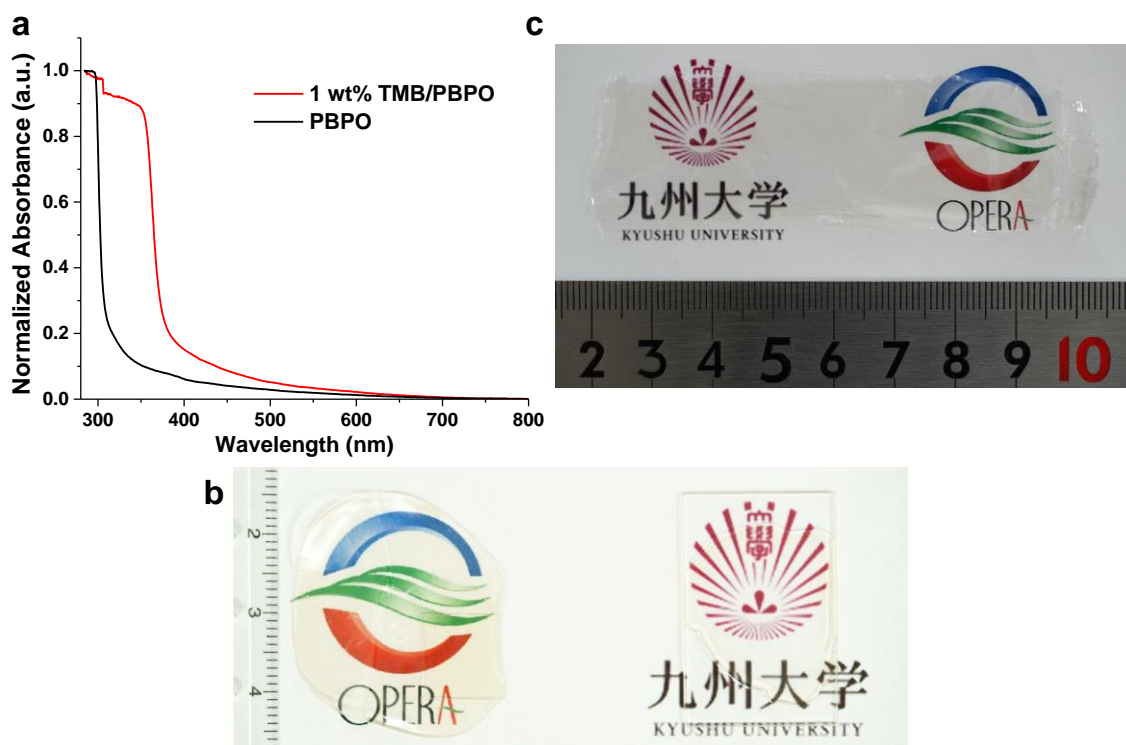 a
Normalized Absorbance (a.u.)
1.0
0.8
0.6
0.4
0.2
0.0
1 wt% TMB/PBPO
PBPO
300 400 500 600 700 800
Wavelength (nm)
c
九州大学
KYUSHU UNIVERSITY
OPERA
2 3 4 5 6 7 8 9 10
b
2
3
4
OPERA
九州大学
KYUSHU UNIVERSITY